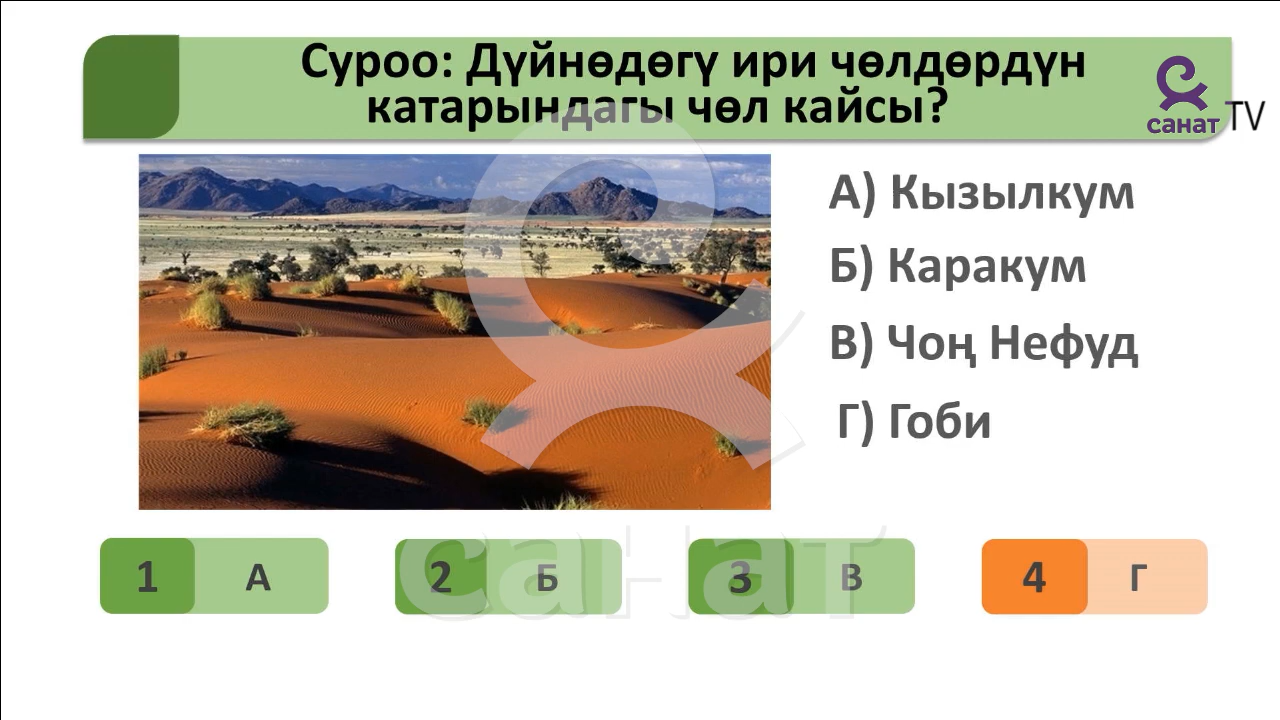 Суроо: Дүйнөдөгү ири чөлдөрдүн
катарындагы чөл кайсы?
санат TV
А) Кызылкум
Б) Каракум
В) Чоң Нефуд
Г) Гоби
санат
1 А
2 Б
3 В
4 Г